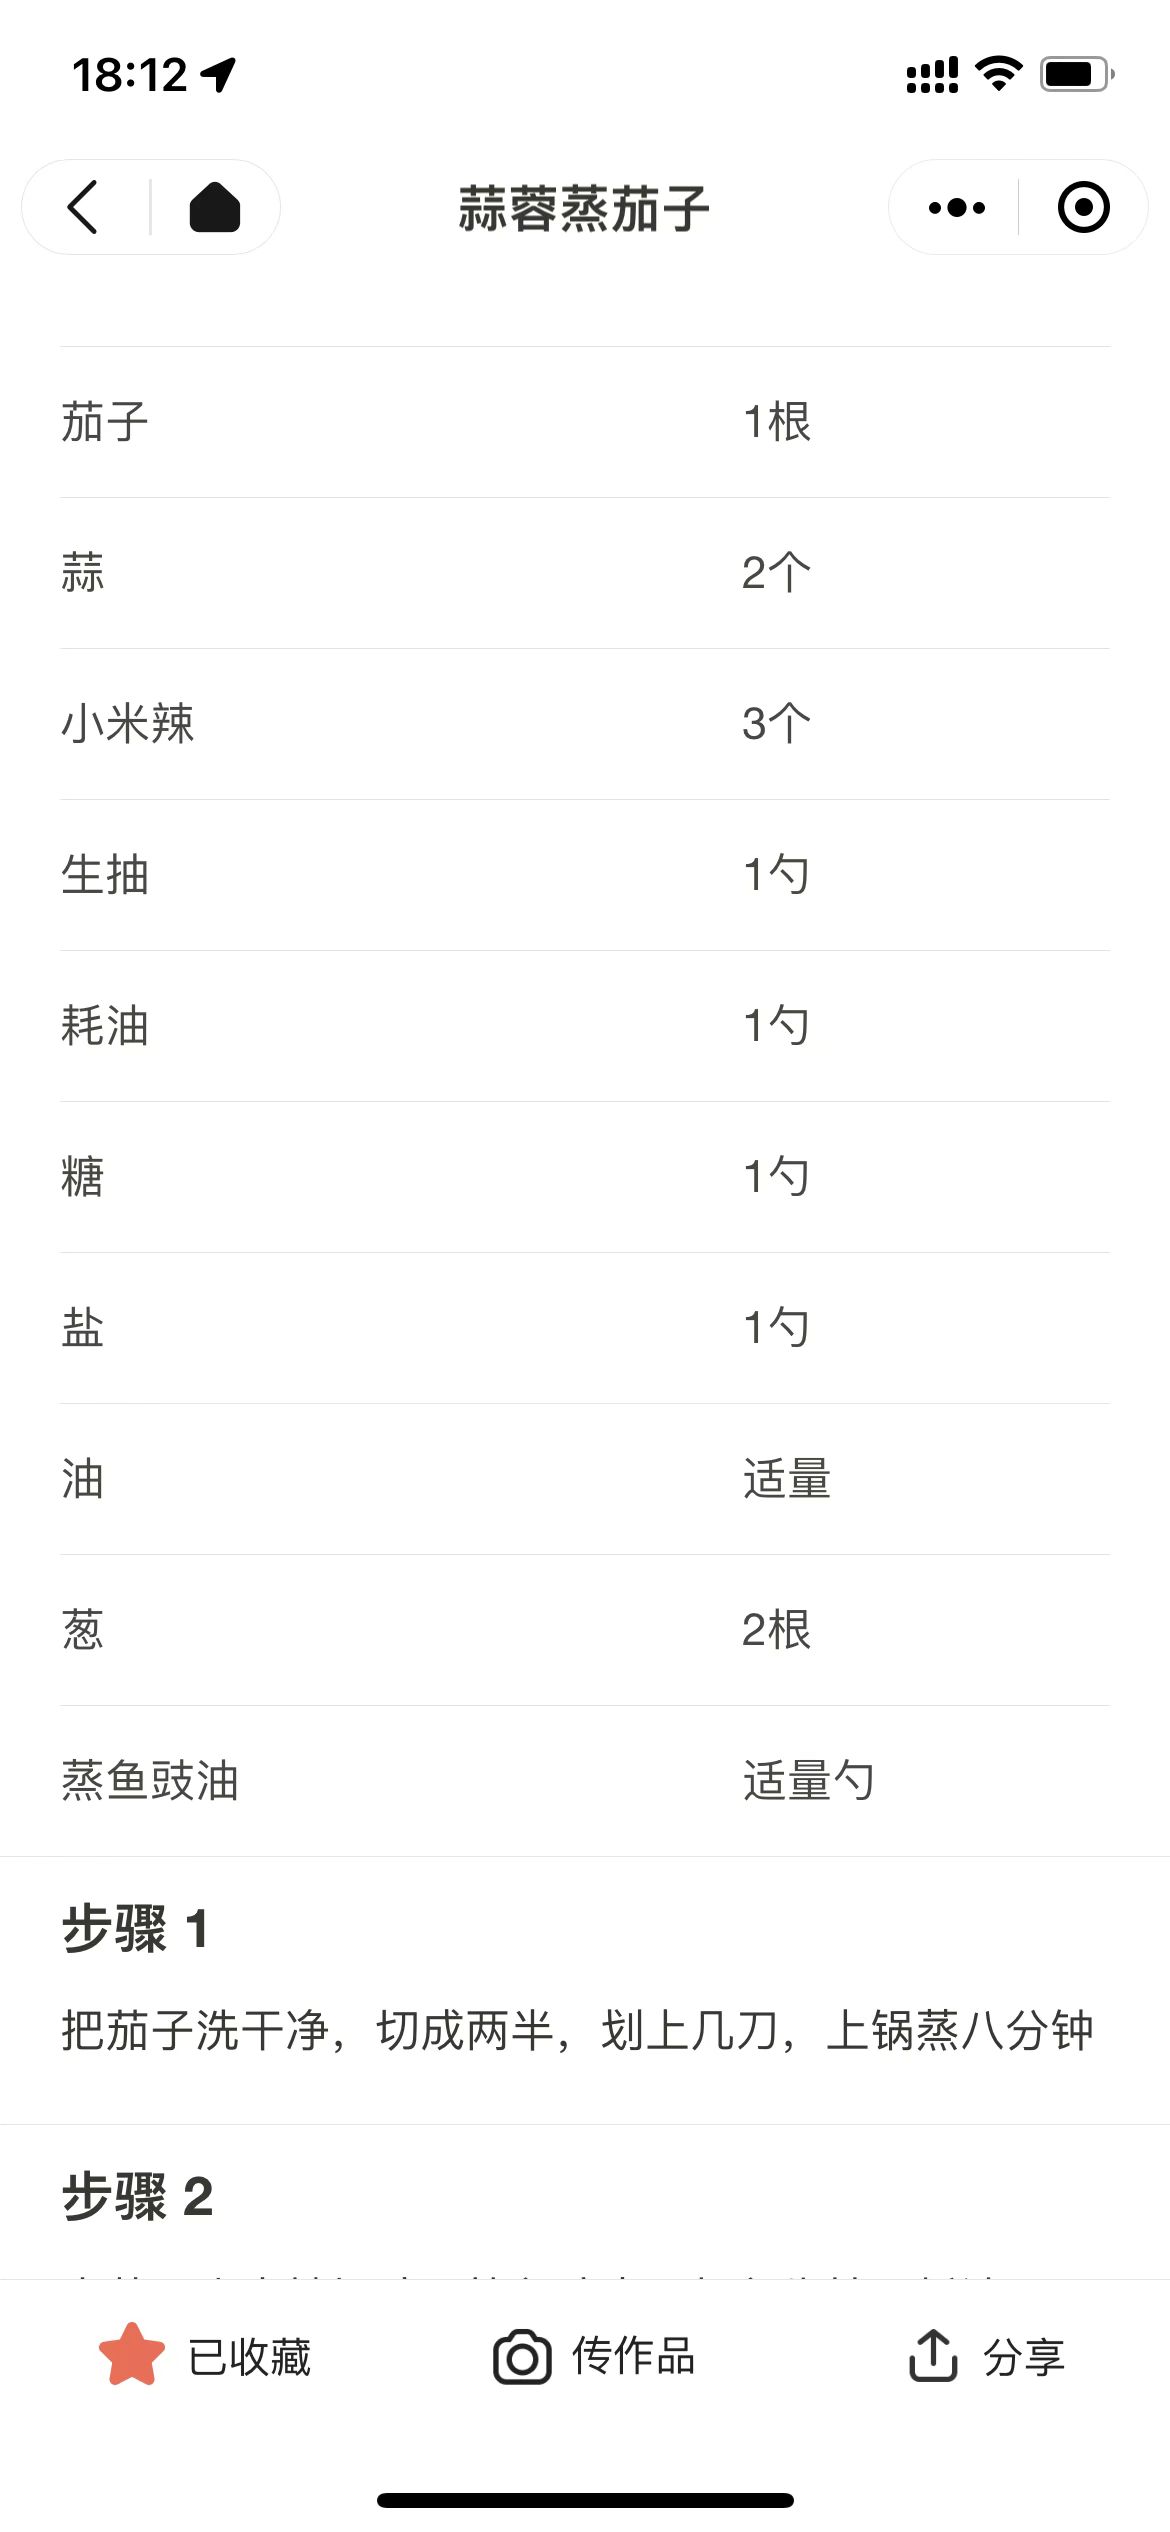 18:12
蒜蓉蒸茄子
茄子 1根
蒜 2个
小米辣 3个
生抽 1勺
耗油 1勺
糖 1勺
盐 1勺
油 适量
葱 2根
蒸鱼豉油 适量勺
步骤 1
把茄子洗干净，切成两半，划上几刀，上锅蒸八分钟
步骤 2
已收藏 传作品 分享